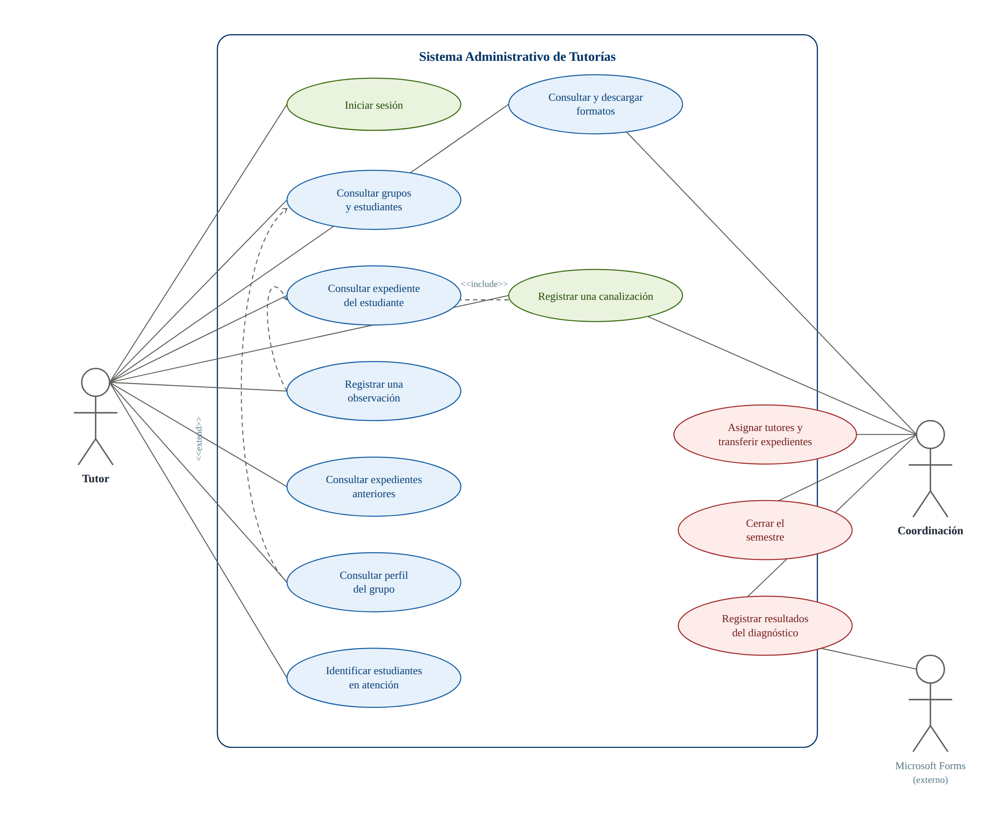 Sistema Administrativo de Tutorías
Iniciar sesión
Consultar y descargar
formatos
Consultar grupos
y estudiantes
Consultar expediente
del estudiante
<<include>>
Registrar una canalización
Registrar una
observación
<<extend>>
Asignar tutores y
transferir expedientes
Tutor
Consultar expedientes
anteriores
Cerrar el
semestre
Coordinación
Consultar perfil
del grupo
Registrar resultados
del diagnóstico
Identificar estudiantes
en atención
Microsoft Forms
(externo)